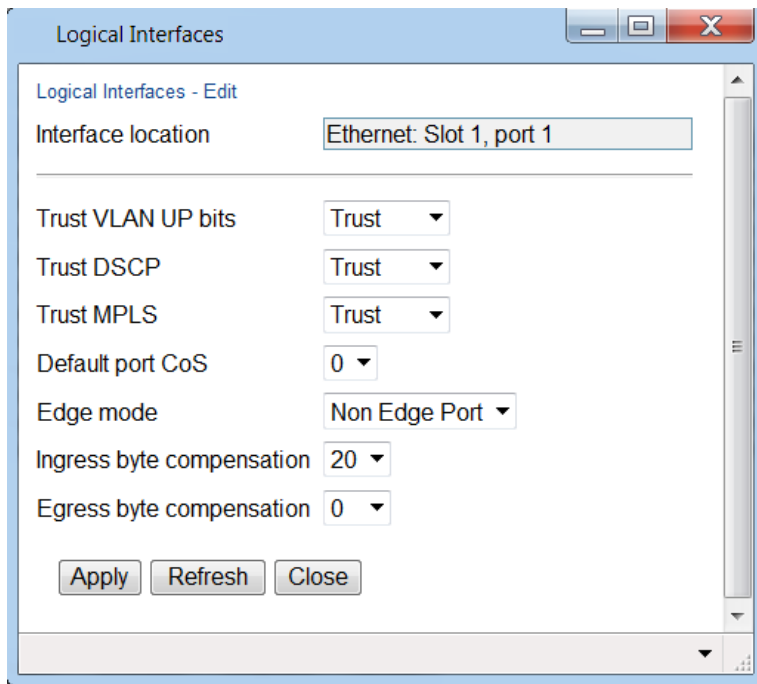 Logical Interfaces
Logical Interfaces - Edit
Interface location Ethernet: Slot 1, port 1
Trust VLAN UP bits Trust
Trust DSCP Trust
Trust MPLS Trust
Default port CoS 0
Edge mode Non Edge Port
Ingress byte compensation 20
Egress byte compensation 0
Apply Refresh Close